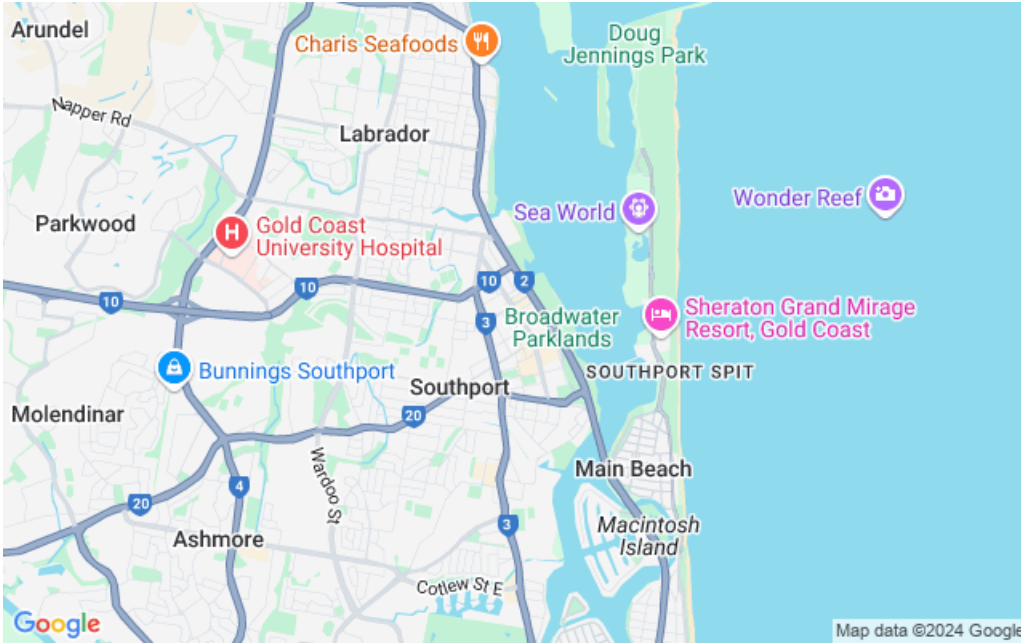 Arundel
Charis Seafoods
Doug
Jennings Park
Napper Rd
Labrador
Parkwood
Gold Coast
University Hospital
Sea World
Wonder Reef
10
10
10
2
3
Broadwater
Parklands
Sheraton Grand Mirage
Resort, Gold Coast
Bunnings Southport
SOUTHPORT SPIT
Southport
Molendinar
20
Wardoo St
Main Beach
4
20
3
Macintosh
Island
Ashmore
Cotlew St E
Google
Map data ©2024 Google
H